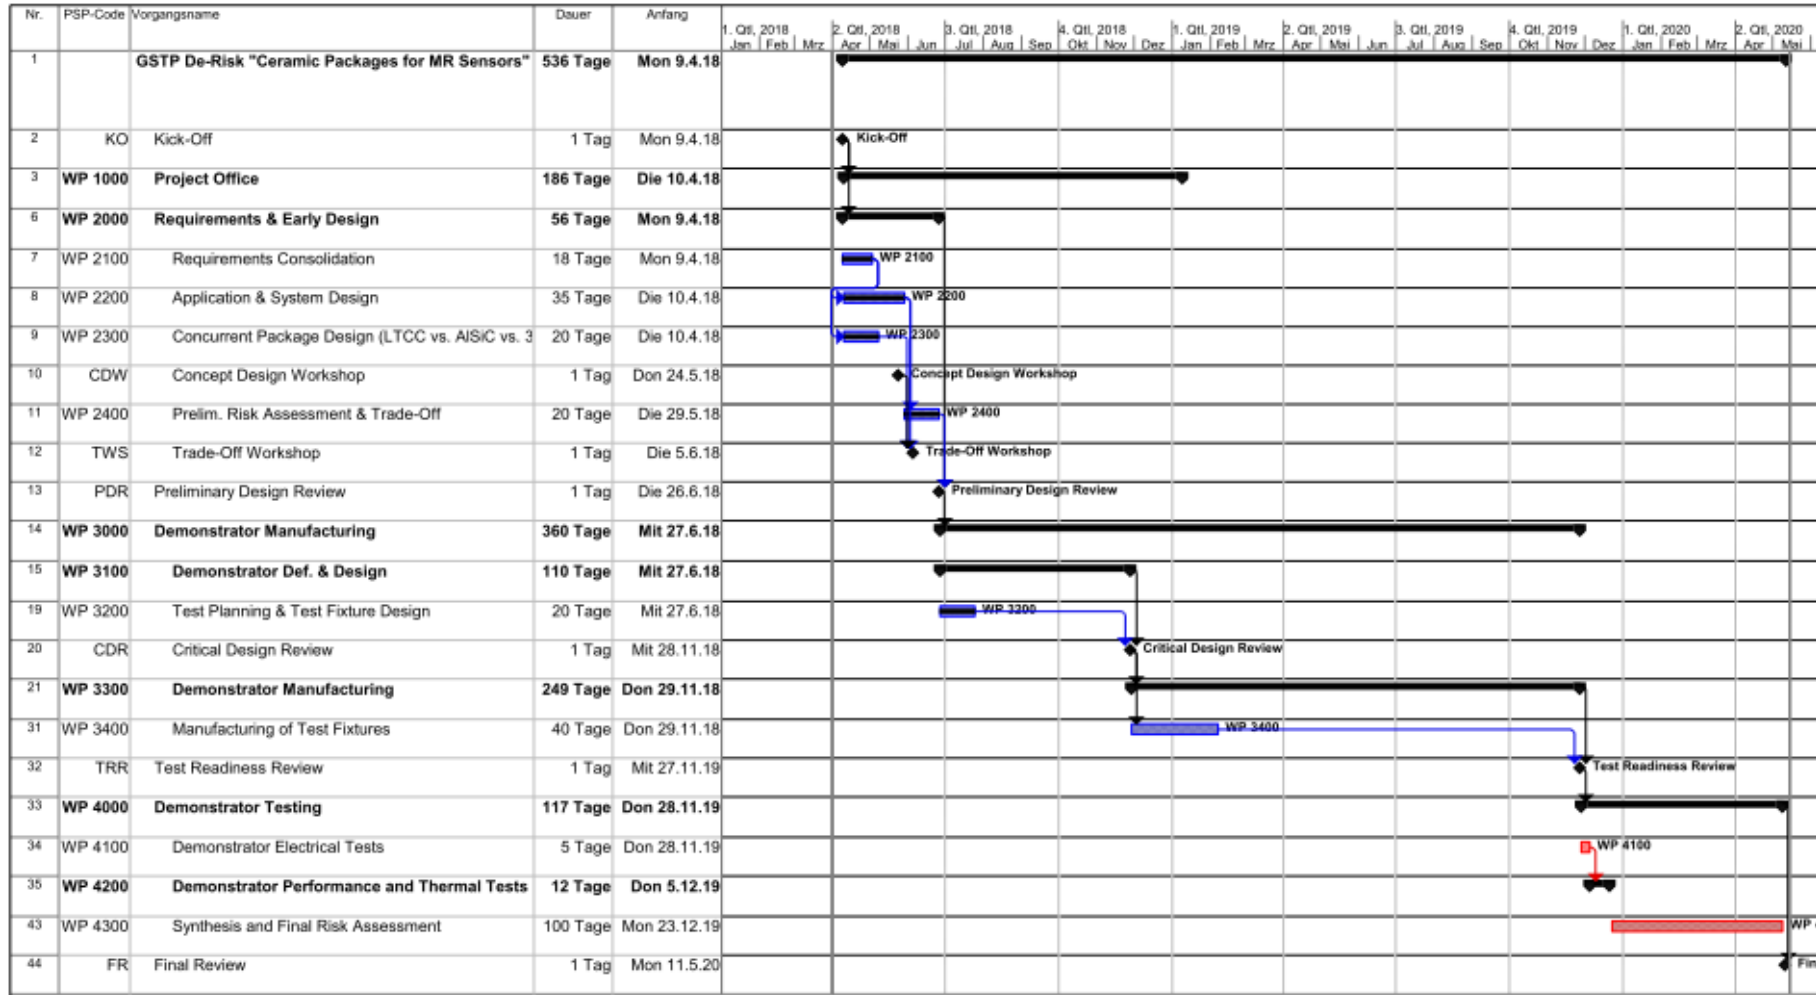 Nr. PSP-Code Vorgangsname Dauer Anfang
1. Qtl, 2018 2. Qtl, 2018 3. Qtl, 2018 4. Qtl, 2018 1. Qtl, 2019 2. Qtl, 2019 3. Qtl, 2019 4. Qtl, 2019 1. Qtl, 2020 2. Qtl, 2020
Jan Feb Mrz Apr Mai Jun Jul Aug Sep Okt Nov Dez Jan Feb Mrz Apr Mai Jun Jul Aug Sep Okt Nov Dez Jan Feb Mrz Apr Mai
1 GSTP De-Risk "Ceramic Packages for MR Sensors" 536 Tage Mon 9.4.18
2 KO Kick-Off 1 Tag Mon 9.4.18 Kick-Off
3 WP 1000 Project Office 186 Tage Die 10.4.18
6 WP 2000 Requirements & Early Design 56 Tage Mon 9.4.18
7 WP 2100 Requirements Consolidation 18 Tage Mon 9.4.18 WP 2100
8 WP 2200 Application & System Design 35 Tage Die 10.4.18 WP 2200
9 WP 2300 Concurrent Package Design (LTCC vs. AlSiC vs. 3 20 Tage Die 10.4.18 WP 2300
10 CDW Concept Design Workshop 1 Tag Don 24.5.18 Concept Design Workshop
11 WP 2400 Prelim. Risk Assessment & Trade-Off 20 Tage Die 29.5.18 WP 2400
12 TWS Trade-Off Workshop 1 Tag Die 5.6.18 Trade-Off Workshop
13 PDR Preliminary Design Review 1 Tag Die 26.6.18 Preliminary Design Review
14 WP 3000 Demonstrator Manufacturing 360 Tage Mit 27.6.18
15 WP 3100 Demonstrator Def. & Design 110 Tage Mit 27.6.18
19 WP 3200 Test Planning & Test Fixture Design 20 Tage Mit 27.6.18 WP 3200
20 CDR Critical Design Review 1 Tag Mit 28.11.18 Critical Design Review
21 WP 3300 Demonstrator Manufacturing 249 Tage Don 29.11.18
31 WP 3400 Manufacturing of Test Fixtures 40 Tage Don 29.11.18 WP 3400
32 TRR Test Readiness Review 1 Tag Mit 27.11.19 Test Readiness Review
33 WP 4000 Demonstrator Testing 117 Tage Don 28.11.19
34 WP 4100 Demonstrator Electrical Tests 5 Tage Don 28.11.19 WP 4100
35 WP 4200 Demonstrator Performance and Thermal Tests 12 Tage Don 5.12.19
43 WP 4300 Synthesis and Final Risk Assessment 100 Tage Mon 23.12.19 WP
44 FR Final Review 1 Tag Mon 11.5.20 Fin